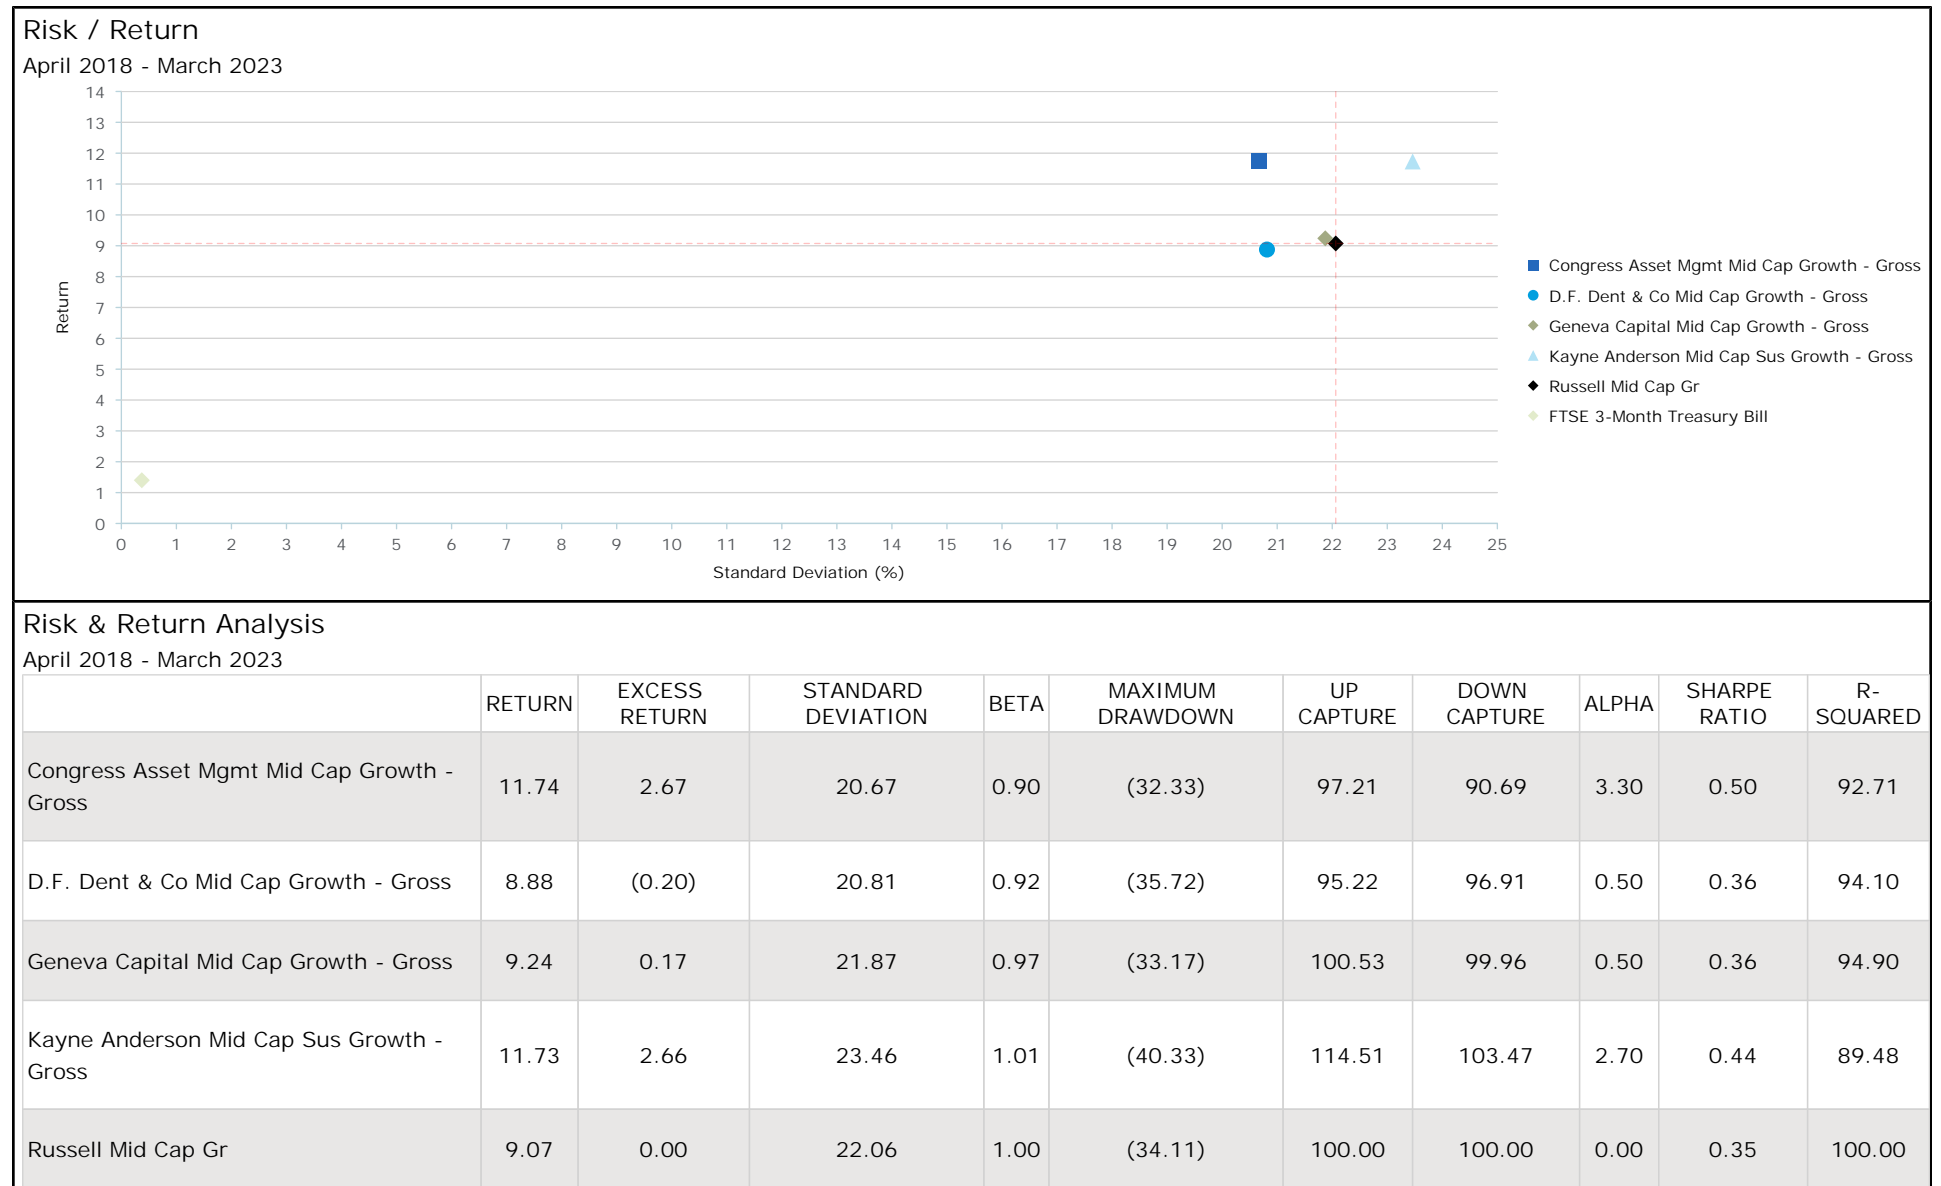 Risk / Return
April 2018 - March 2023
14
13
12
11
10
9
8
7
6
5
4
3
2
1
0
Return
0 1 2 3 4 5 6 7 8 9 10 11 12 13 14 15 16 17 18 19 20 21 22 23 24 25
Standard Deviation (%)
Congress Asset Mgmt Mid Cap Growth - Gross
D.F. Dent & Co Mid Cap Growth - Gross
Geneva Capital Mid Cap Growth - Gross
Kayne Anderson Mid Cap Sus Growth - Gross
Russell Mid Cap Gr
FTSE 3-Month Treasury Bill
Risk & Return Analysis
April 2018 - March 2023
RETURN EXCESS RETURN STANDARD DEVIATION BETA MAXIMUM DRAWDOWN UP CAPTURE DOWN CAPTURE ALPHA SHARPE RATIO R-SQUARED
Congress Asset Mgmt Mid Cap Growth - Gross 11.74 2.67 20.67 0.90 (32.33) 97.21 90.69 3.30 0.50 92.71
D.F. Dent & Co Mid Cap Growth - Gross 8.88 (0.20) 20.81 0.92 (35.72) 95.22 96.91 0.50 0.36 94.10
Geneva Capital Mid Cap Growth - Gross 9.24 0.17 21.87 0.97 (33.17) 100.53 99.96 0.50 0.36 94.90
Kayne Anderson Mid Cap Sus Growth - Gross 11.73 2.66 23.46 1.01 (40.33) 114.51 103.47 2.70 0.44 89.48
Russell Mid Cap Gr 9.07 0.00 22.06 1.00 (34.11) 100.00 100.00 0.00 0.35 100.00